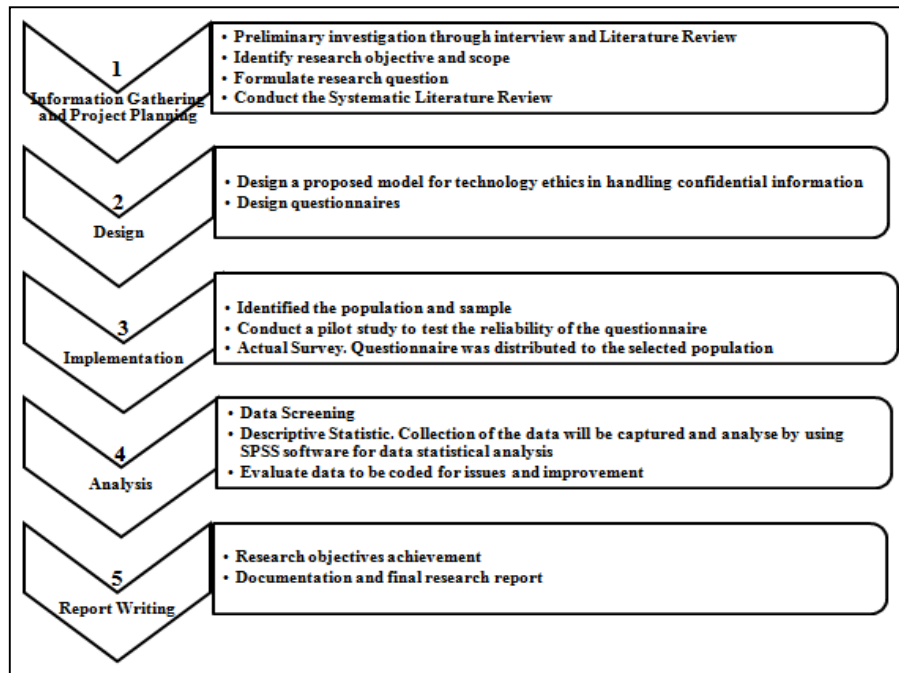 1
Information Gathering
and Project Planning
• Preliminary investigation through interview and Literature Review
• Identify research objective and scope
• Formulate research question
• Conduct the Systematic Literature Review
2
Design
• Design a proposed model for technology ethics in handling confidential information
• Design questionnaires
3
Implementation
• Identified the population and sample
• Conduct a pilot study to test the reliability of the questionnaire
• Actual Survey. Questionnaire was distributed to the selected population
4
Analysis
• Data Screening
• Descriptive Statistic. Collection of the data will be captured and analyse by using
SPSS software for data statistical analysis
• Evaluate data to be coded for issues and improvement
5
Report Writing
• Research objectives achievement
• Documentation and final research report